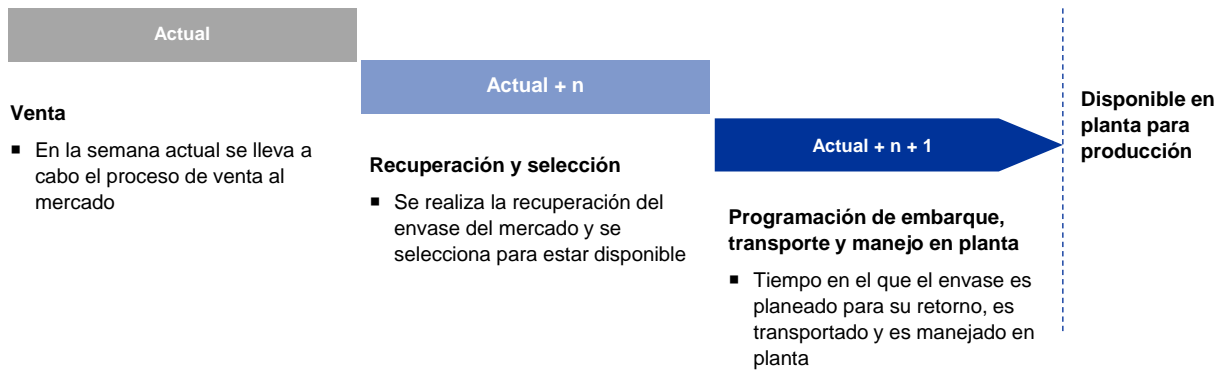 Actual
Venta
■ En la semana actual se lleva a
cabo el proceso de venta al
mercado
Actual + n
Recuperación y selección
■ Se realiza la recuperación del
envase del mercado y se
selecciona para estar disponible
Actual + n + 1
Programación de embarque,
transporte y manejo en planta
■ Tiempo en el que el envase es
planeado para su retorno, es
transportado y es manejado en
planta
Disponible en
planta para
producción